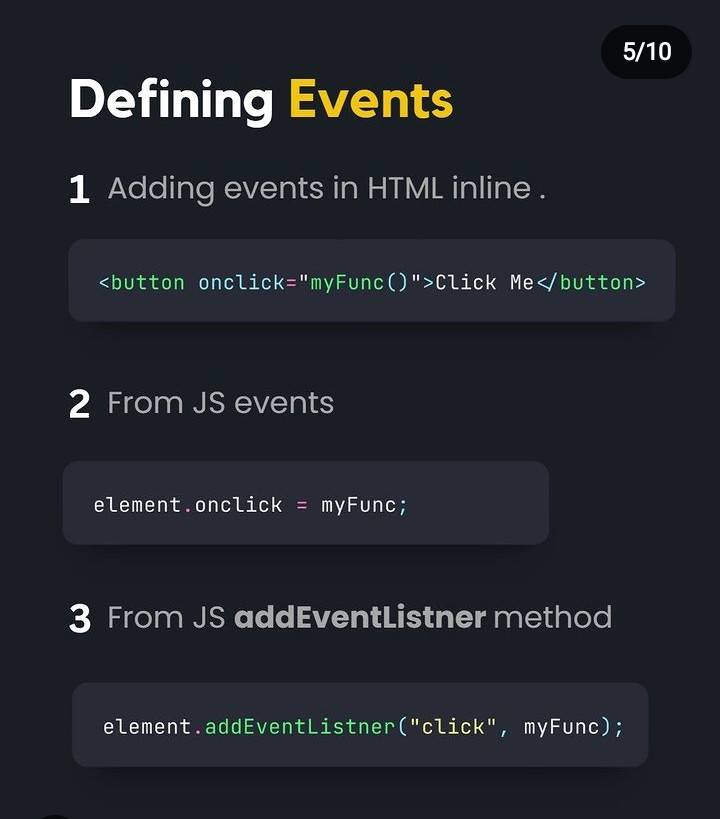 5/10
Defining Events
1 Adding events in HTML inline .
<button onclick="myFunc()">Click Me</button>
2 From JS events
element.onclick = myFunc;
3 From JS addEventListner method
element.addEventListner("click", myFunc);